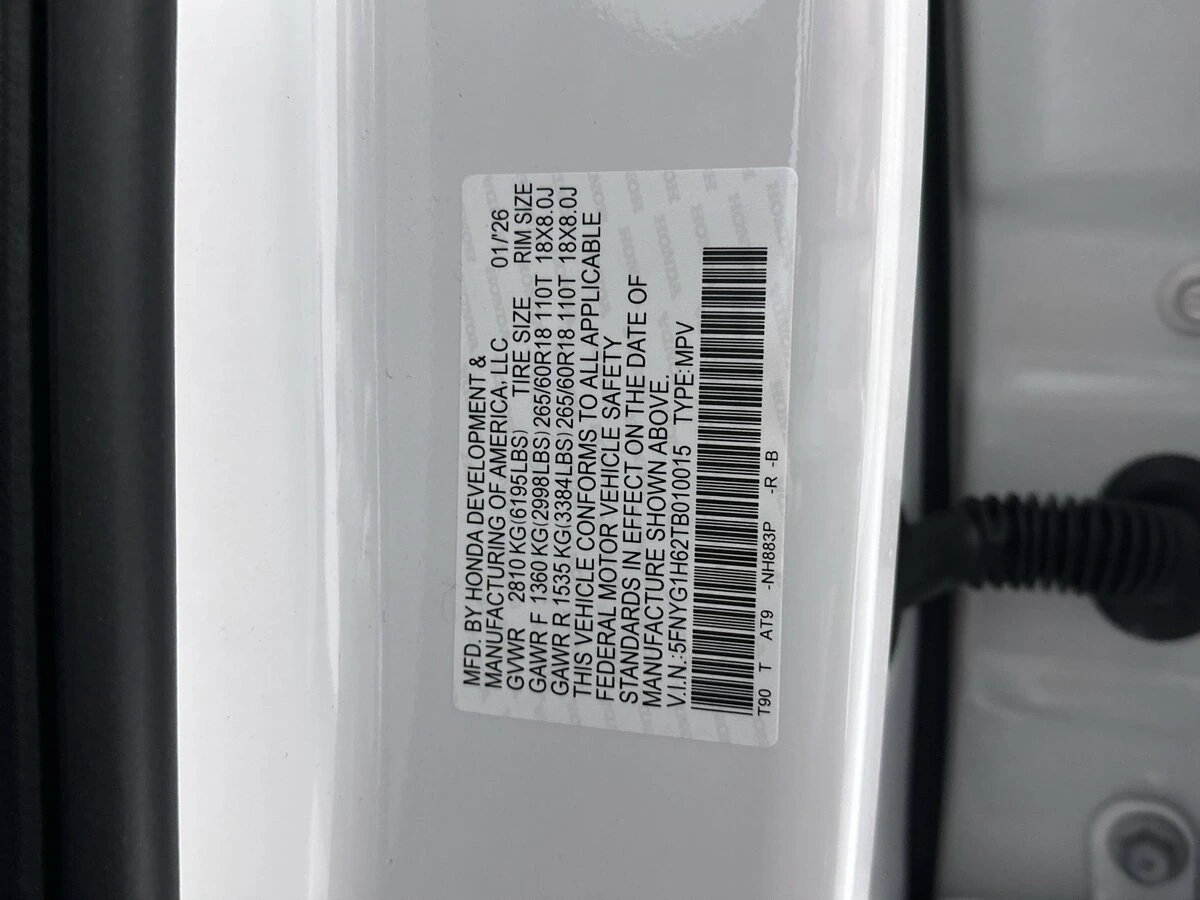 MFD. BY HONDA DEVELOPMENT &
MANUFACTURING OF AMERICA, LLC 01/'26
GVWR 2810 KG(6195LBS) TIRE SIZE RIM SIZE
GAWR F 1360 KG(2998LBS) 265/60R18 110T 18X8.0J
GAWR R 1535 KG(3384LBS) 265/60R18 110T 18X8.0J
THIS VEHICLE CONFORMS TO ALL APPLICABLE
FEDERAL MOTOR VEHICLE SAFETY
STANDARDS IN EFFECT ON THE DATE OF
MANUFACTURE SHOWN ABOVE.
V.I.N.:5FNYG1H62TB010015 TYPE:MPV
T90 T AT9 -NH883P -R -B